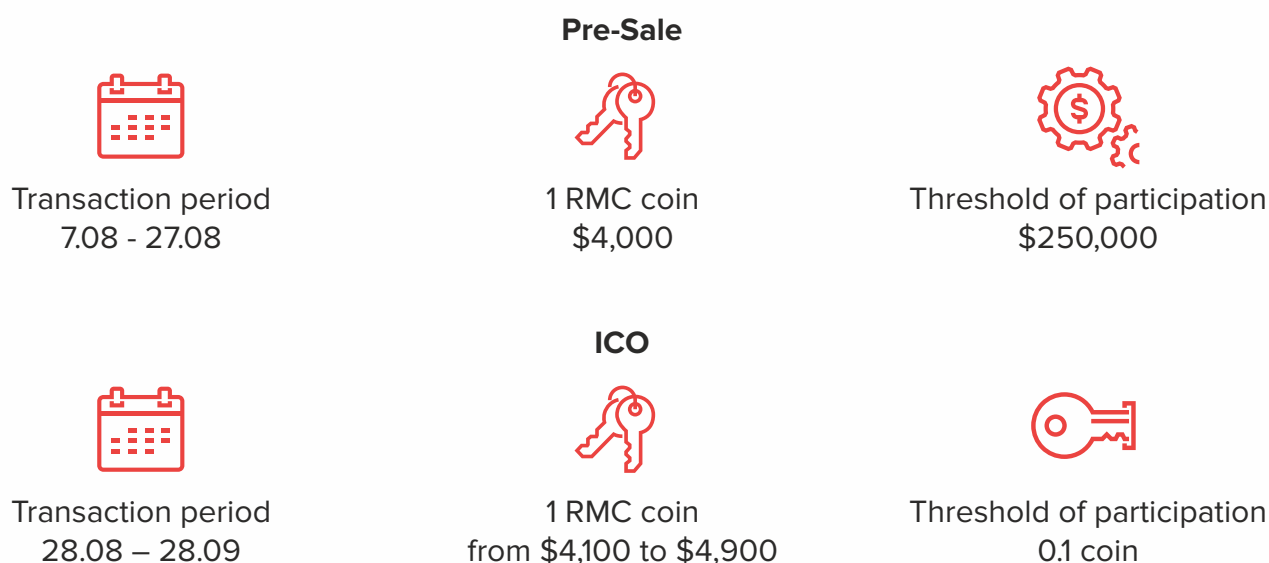 Pre-Sale
Transaction period
7.08 - 27.08
1 RMC coin
$4,000
$
Threshold of participation
$250,000
ICO
Transaction period
28.08 – 28.09
1 RMC coin
from $4,100 to $4,900
Threshold of participation
0.1 coin